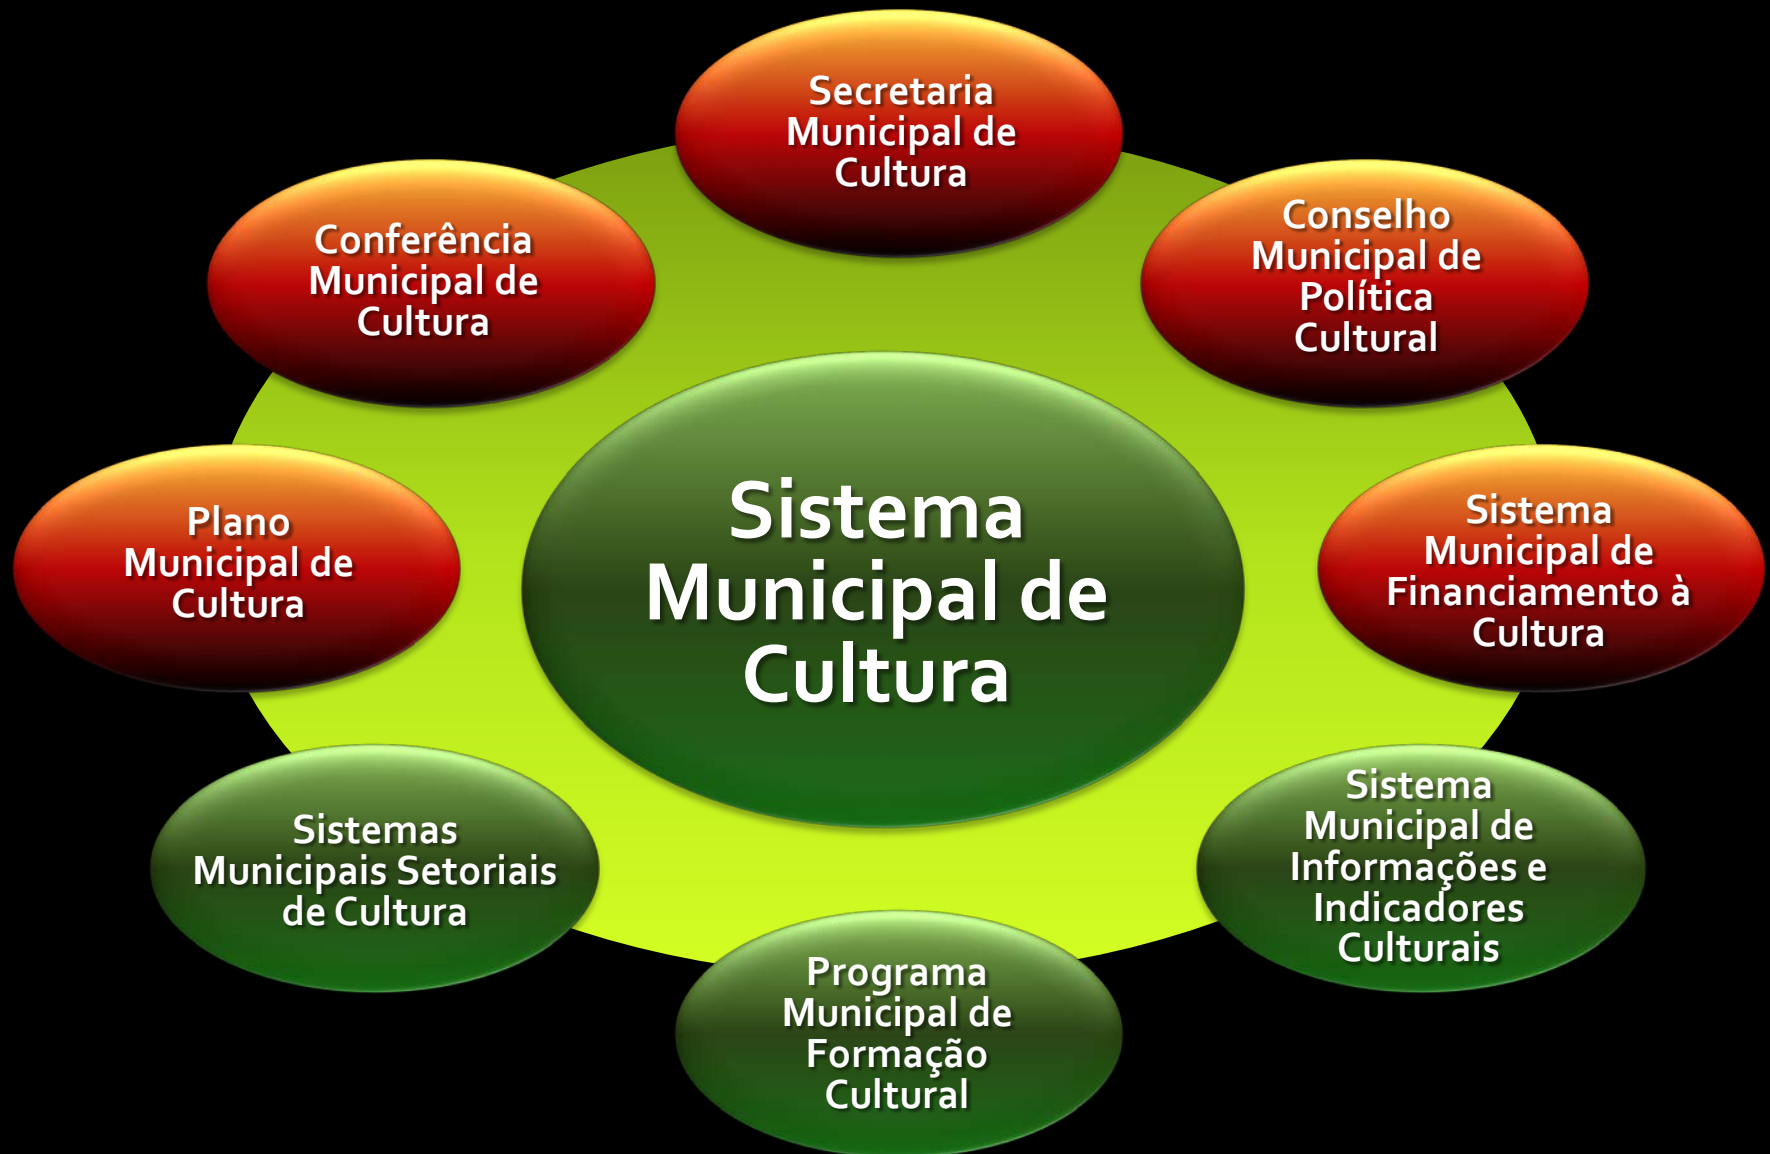 Secretaria
Municipal de
Cultura
Conferência
Municipal de
Cultura
Conselho
Municipal de
Política
Cultural
Plano
Municipal de
Cultura
Sistema
Municipal de
Cultura
Sistema
Municipal de
Financiamento à
Cultura
Sistemas
Municipais Setoriais
de Cultura
Sistema
Municipal de
Informações e
Indicadores
Culturais
Programa
Municipal de
Formação
Cultural